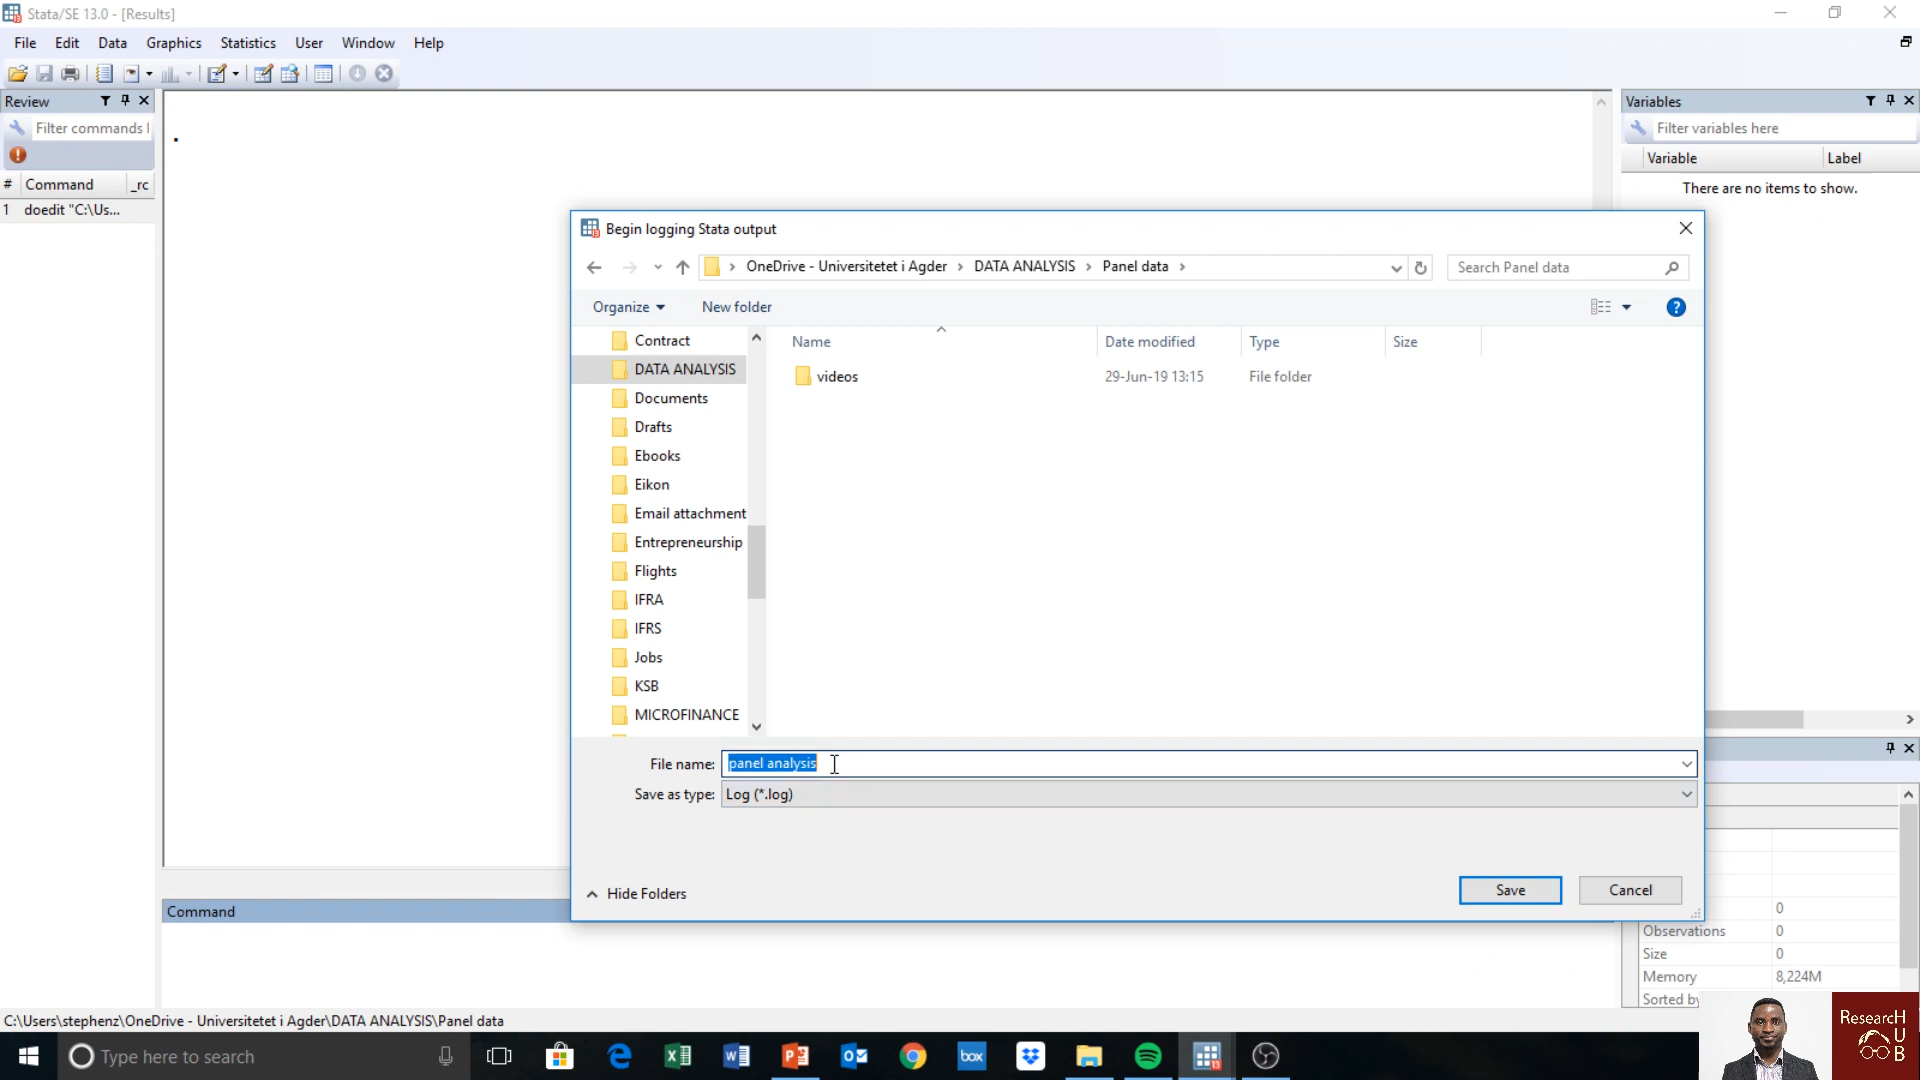 Stata/SE 13.0 - [Results]
File Edit Data Graphics Statistics User Window Help
Review
Filter commands
# Command _rc
1 doedit "C:\Us...
.
Variables
Filter variables here
Variable Label
There are no items to show.
Begin logging Stata output
OneDrive - Universitetet i Agder > DATA ANALYSIS > Panel data >
Search Panel data
Organize New folder
Name Date modified Type Size
videos 29-Jun-19 13:15 File folder
Contract
DATA ANALYSIS
Documents
Drafts
Ebooks
Eikon
Email attachment
Entrepreneurship
Flights
IFRA
IFRS
Jobs
KSB
MICROFINANCE
File name: panel analysis
Save as type: Log (*.log)
Hide Folders
Save Cancel
Command
0
Observations 0
Size 0
Memory 8,224M
Sorted by
C:\Users\stephenz\OneDrive - Universitetet i Agder\DATA ANALYSIS\Panel data
Type here to search
box
ResearcH
U
B